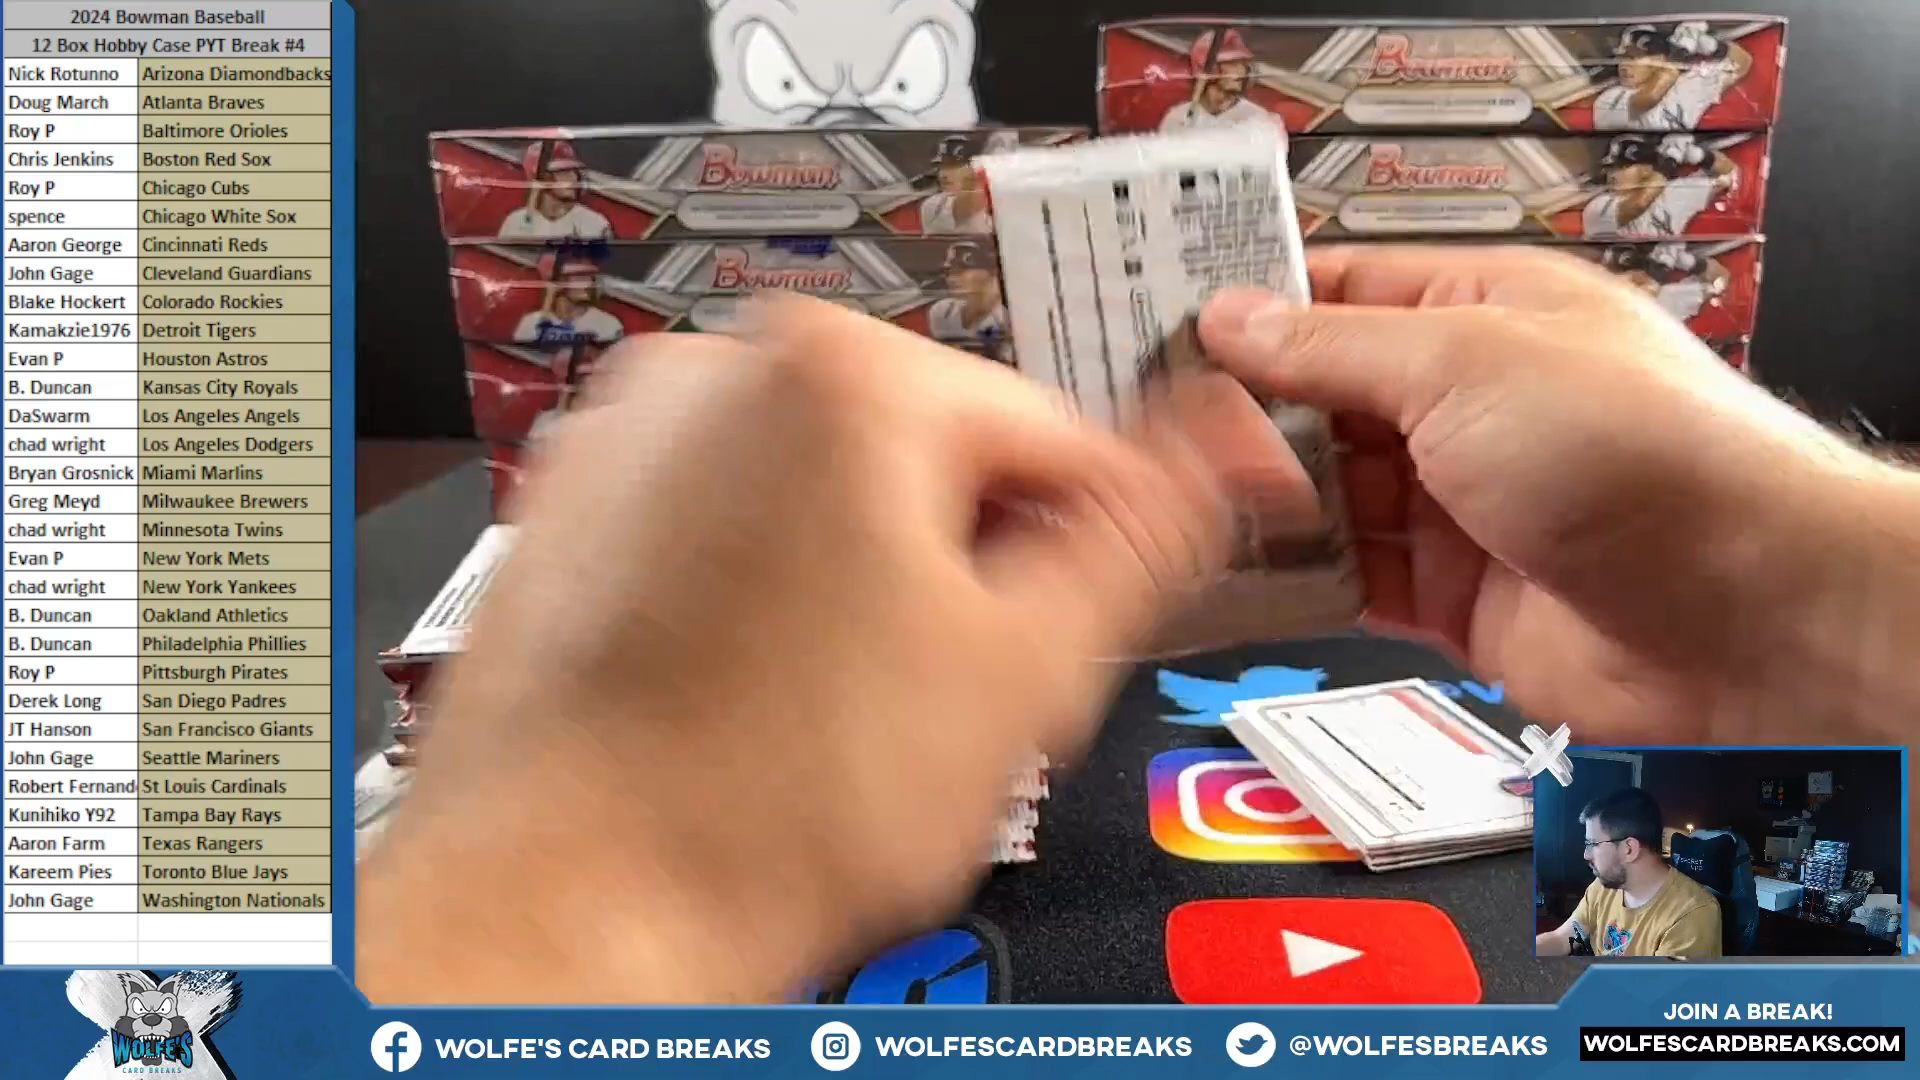 2024 Bowman Baseball
12 Box Hobby Case PYT Break #4
Nick Rotunno Arizona Diamondbacks
Doug March Atlanta Braves
Roy P Baltimore Orioles
Chris Jenkins Boston Red Sox
Roy P Chicago Cubs
spence Chicago White Sox
Aaron George Cincinnati Reds
John Gage Cleveland Guardians
Blake Hockert Colorado Rockies
Kamakzie1976 Detroit Tigers
Evan P Houston Astros
B. Duncan Kansas City Royals
DaSwarm Los Angeles Angels
chad wright Los Angeles Dodgers
Bryan Grosnick Miami Marlins
Greg Meyd Milwaukee Brewers
chad wright Minnesota Twins
Evan P New York Mets
chad wright New York Yankees
B. Duncan Oakland Athletics
B. Duncan Philadelphia Phillies
Roy P Pittsburgh Pirates
Derek Long San Diego Padres
JT Hanson San Francisco Giants
John Gage Seattle Mariners
Robert Fernand St Louis Cardinals
Kunihiko Y92 Tampa Bay Rays
Aaron Farm Texas Rangers
Kareem Pies Toronto Blue Jays
John Gage Washington Nationals
Bowman
Bowman
Bowman
Bowman
WOLFE'S
CARD BREAKS
WOLFE'S CARD BREAKS
WOLFESCARDBREAKS
@WOLFESBREAKS
JOIN A BREAK!
WOLFESCARDBREAKS.COM